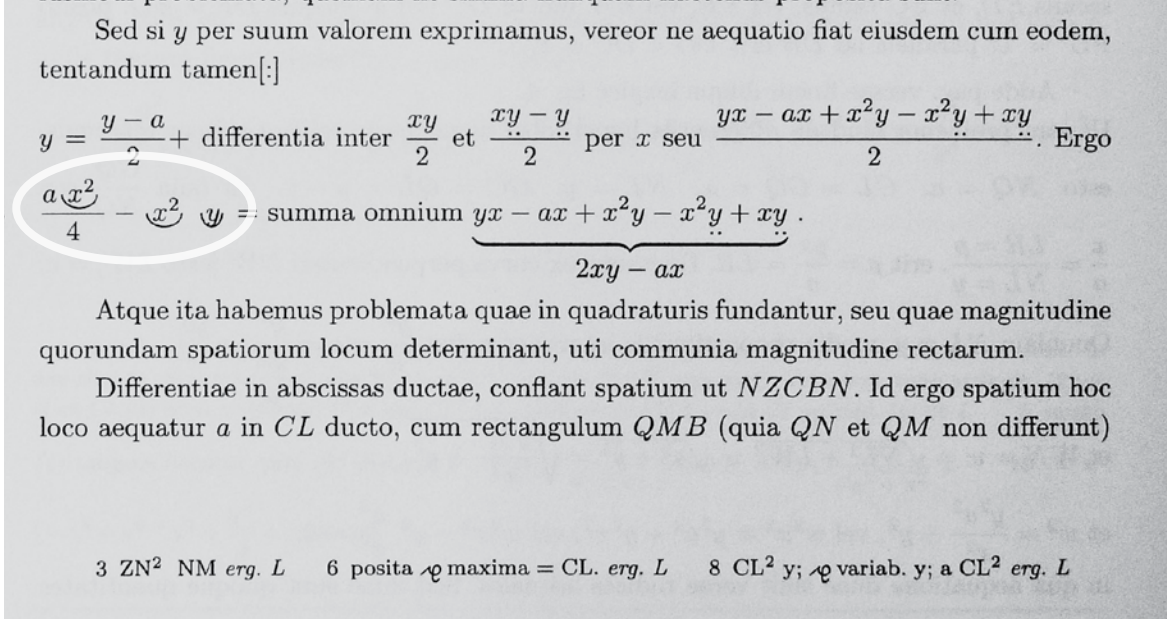 Sed si y per suum valorem exprimamus, vereor ne aequatio fiat eiusdem cum eodem,
tentandum tamen[:]
y = (y − a)/2 + differentia inter xy/2 et (xy̤ − y̤)/2 per x seu (yx − ax + x²y − x²y̤ + xy̤)/2. Ergo
a x²/4 − x² y = summa omnium yx − ax + x²y − x²y̤ + xy̤ .
2xy − ax
Atque ita habemus problemata quae in quadraturis fundantur, seu quae magnitudine
quorundam spatiorum locum determinant, uti communia magnitudine rectarum.
Differentiae in abscissas ductae, conflant spatium ut NZCBN. Id ergo spatium hoc
loco aequatur a in CL ducto, cum rectangulum QMB (quia QN et QM non differunt)
3 ZN² NM erg. L 6 posita maxima = CL. erg. L 8 CL² y; variab. y; a CL² erg. L